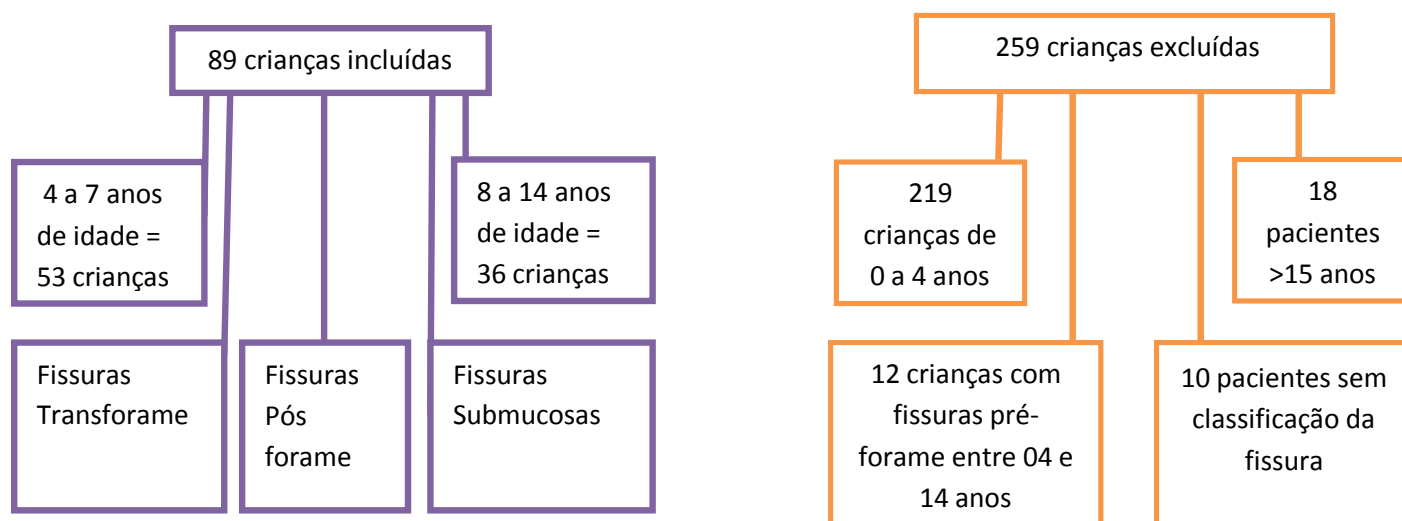 89 crianças incluídas
4 a 7 anos
de idade =
53 crianças
8 a 14 anos
de idade =
36 crianças
Fissuras
Transforame
Fissuras
Pós
forame
Fissuras
Submucosas
259 crianças excluídas
219
crianças de
0 a 4 anos
18
pacientes
>15 anos
12 crianças com
fissuras pré-
forame entre 04 e
14 anos
10 pacientes sem
classificação da
fissura